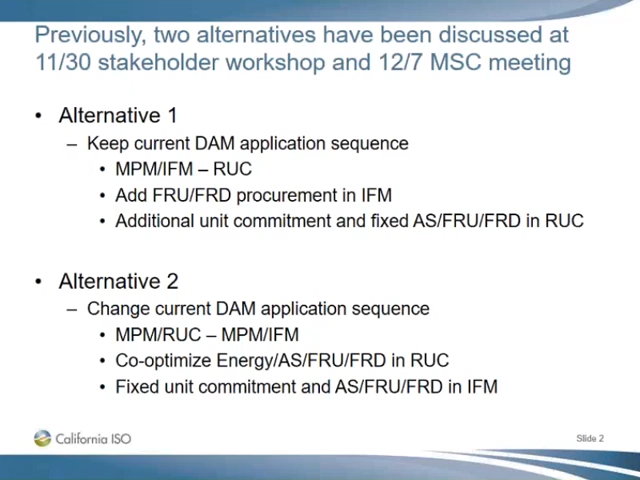 Previously, two alternatives have been discussed at
11/30 stakeholder workshop and 12/7 MSC meeting
• Alternative 1
– Keep current DAM application sequence
• MPM/IFM – RUC
• Add FRU/FRD procurement in IFM
• Additional unit commitment and fixed AS/FRU/FRD in RUC
• Alternative 2
– Change current DAM application sequence
• MPM/RUC – MPM/IFM
• Co-optimize Energy/AS/FRU/FRD in RUC
• Fixed unit commitment and AS/FRU/FRD in IFM
California ISO
Slide 2